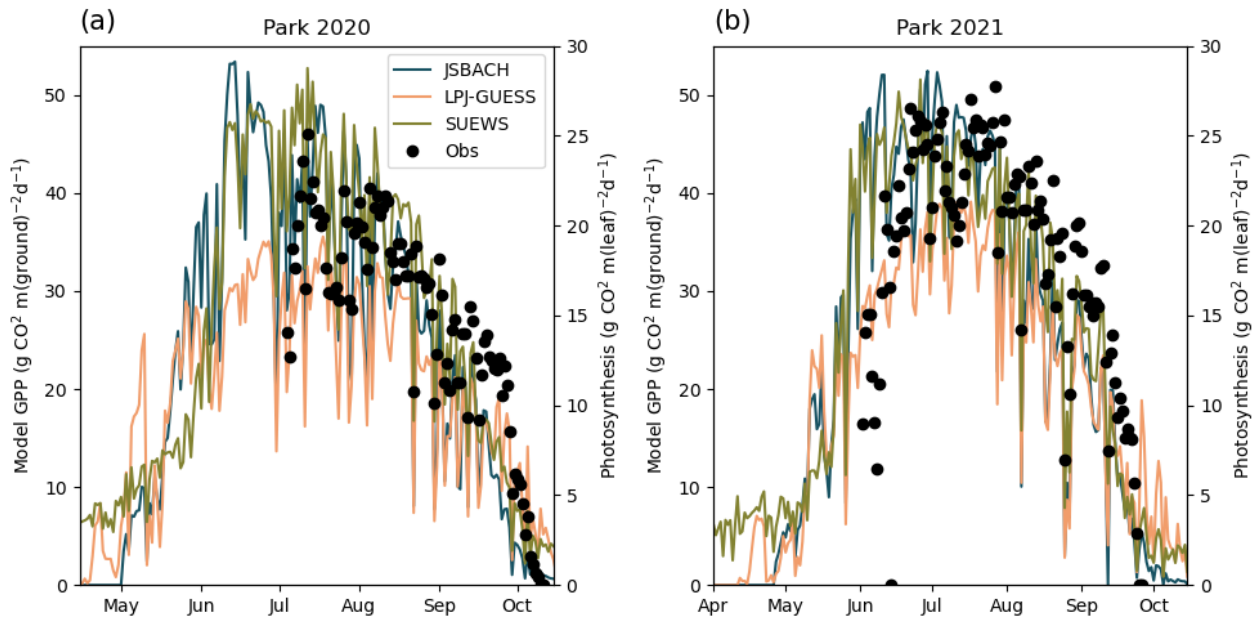 (a)
Park 2020
Model GPP (g CO² m(ground)⁻²d⁻¹)
0
10
20
30
40
50
May
Jun
Jul
Aug
Sep
Oct
JSBACH
LPJ-GUESS
SUEWS
Obs
0
5
10
15
20
25
30
Photosynthesis (g CO² m(leaf)⁻²d⁻¹)
(b)
Park 2021
Model GPP (g CO² m(ground)⁻²d⁻¹)
0
10
20
30
40
50
Apr
May
Jun
Jul
Aug
Sep
Oct
0
5
10
15
20
25
30
Photosynthesis (g CO² m(leaf)⁻²d⁻¹)